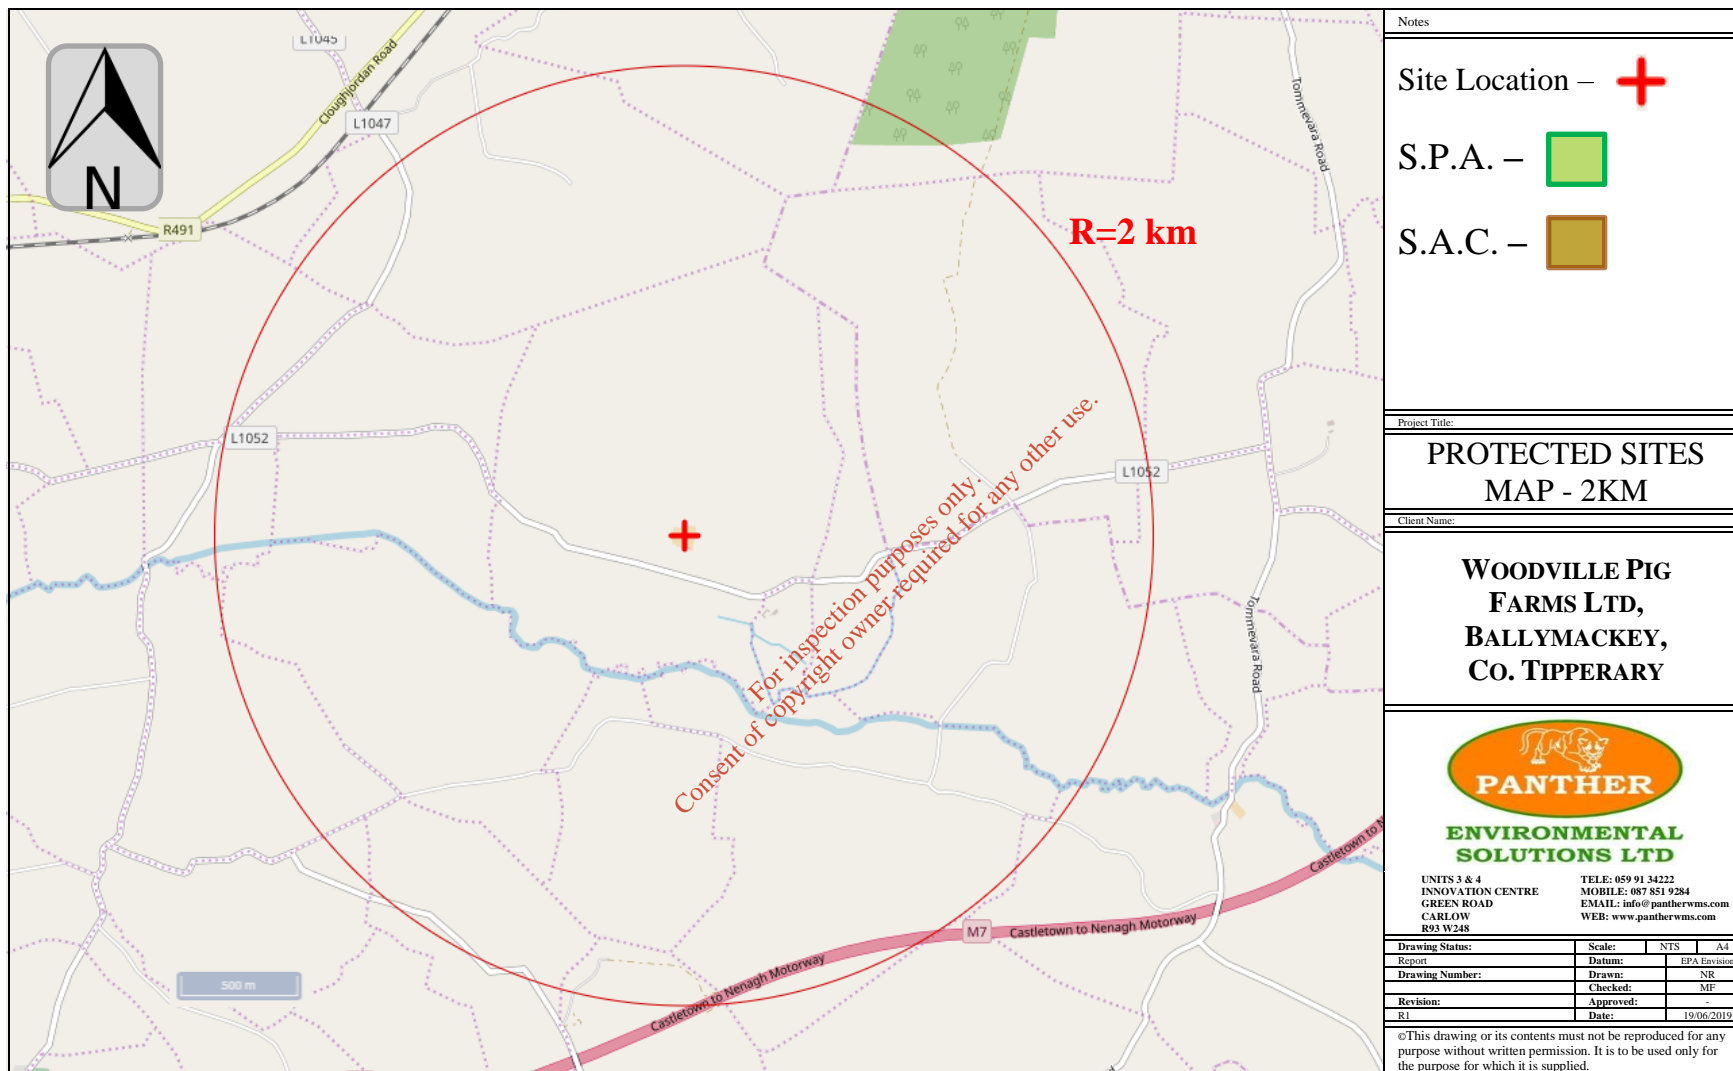 L1045
Cloughjordan Road
L1047
N
R491
Tommevara Road
R=2 km
L1052
L1052
For inspection purposes only.
Consent of copyright owner required for any other use.
Tommevara Road
500 m
M7
Castletown to Nenagh Motorway
Castletown to Nenagh Motorway
Castletown to N
Notes
Site Location –
S.P.A. –
S.A.C. –
Project Title:
PROTECTED SITES
MAP - 2KM
Client Name:
WOODVILLE PIG
FARMS LTD,
BALLYMACKEY,
CO. TIPPERARY
PANTHER
ENVIRONMENTAL
SOLUTIONS LTD
UNITS 3 & 4
INNOVATION CENTRE
GREEN ROAD
CARLOW
R93 W248
TELE: 059 91 34222
MOBILE: 087 851 9284
EMAIL: info@pantherwms.com
WEB: www.pantherwms.com
Drawing Status: Scale: NTS A4
Report Datum: EPA Envision
Drawing Number: Drawn: NR
Checked: MF
Revision: Approved: -
R1 Date: 19/06/2019
©This drawing or its contents must not be reproduced for any
purpose without written permission. It is to be used only for
the purpose for which it is supplied.